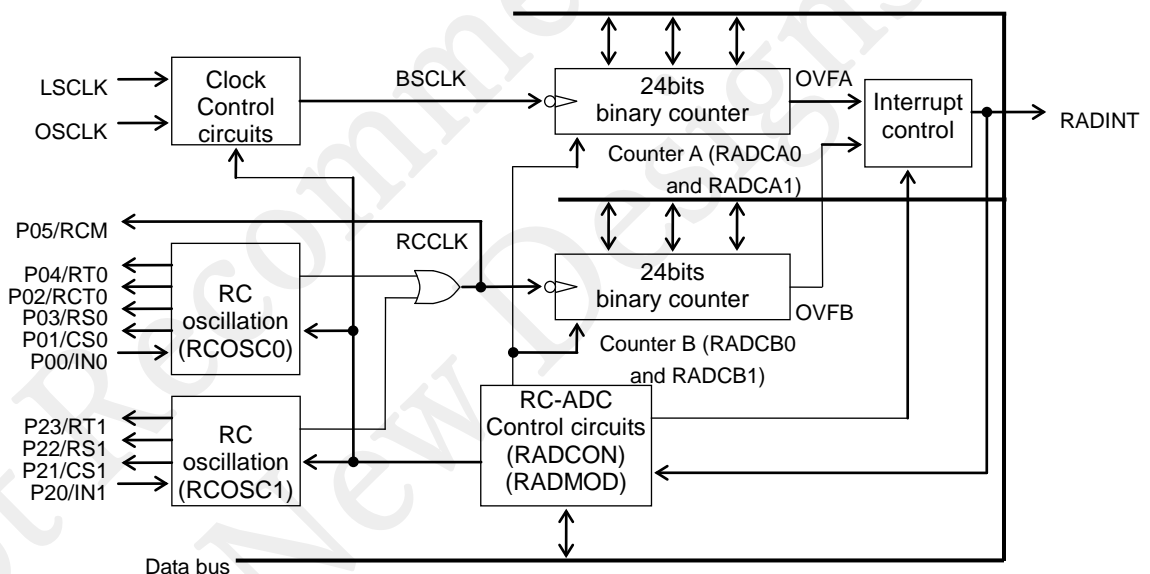 LSCLK
OSCLK
Clock
Control
circuits
BSCLK
24bits
binary counter
OVFA
Interrupt
control
RADINT
Counter A (RADCA0
and RADCA1)
P05/RCM
RCCLK
P04/RT0
P02/RCT0
P03/RS0
P01/CS0
P00/IN0
RC
oscillation
(RCOSC0)
24bits
binary counter
OVFB
Counter B (RADCB0
and RADCB1)
P23/RT1
P22/RS1
P21/CS1
P20/IN1
RC
oscillation
(RCOSC1)
RC-ADC
Control circuits
(RADCON)
(RADMOD)
Data bus